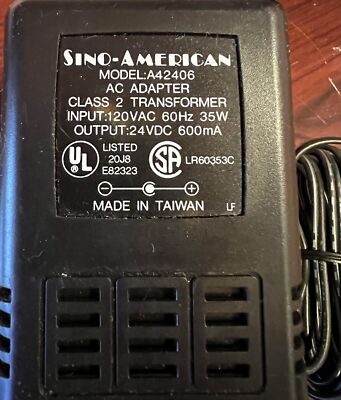 SINO-AMERICAN
MODEL:A42406
AC ADAPTER
CLASS 2 TRANSFORMER
INPUT:120VAC 60Hz 35W
OUTPUT:24VDC 600mA
UL LISTED 20J8 E82323 SA LR60353C
- +
MADE IN TAIWAN LF